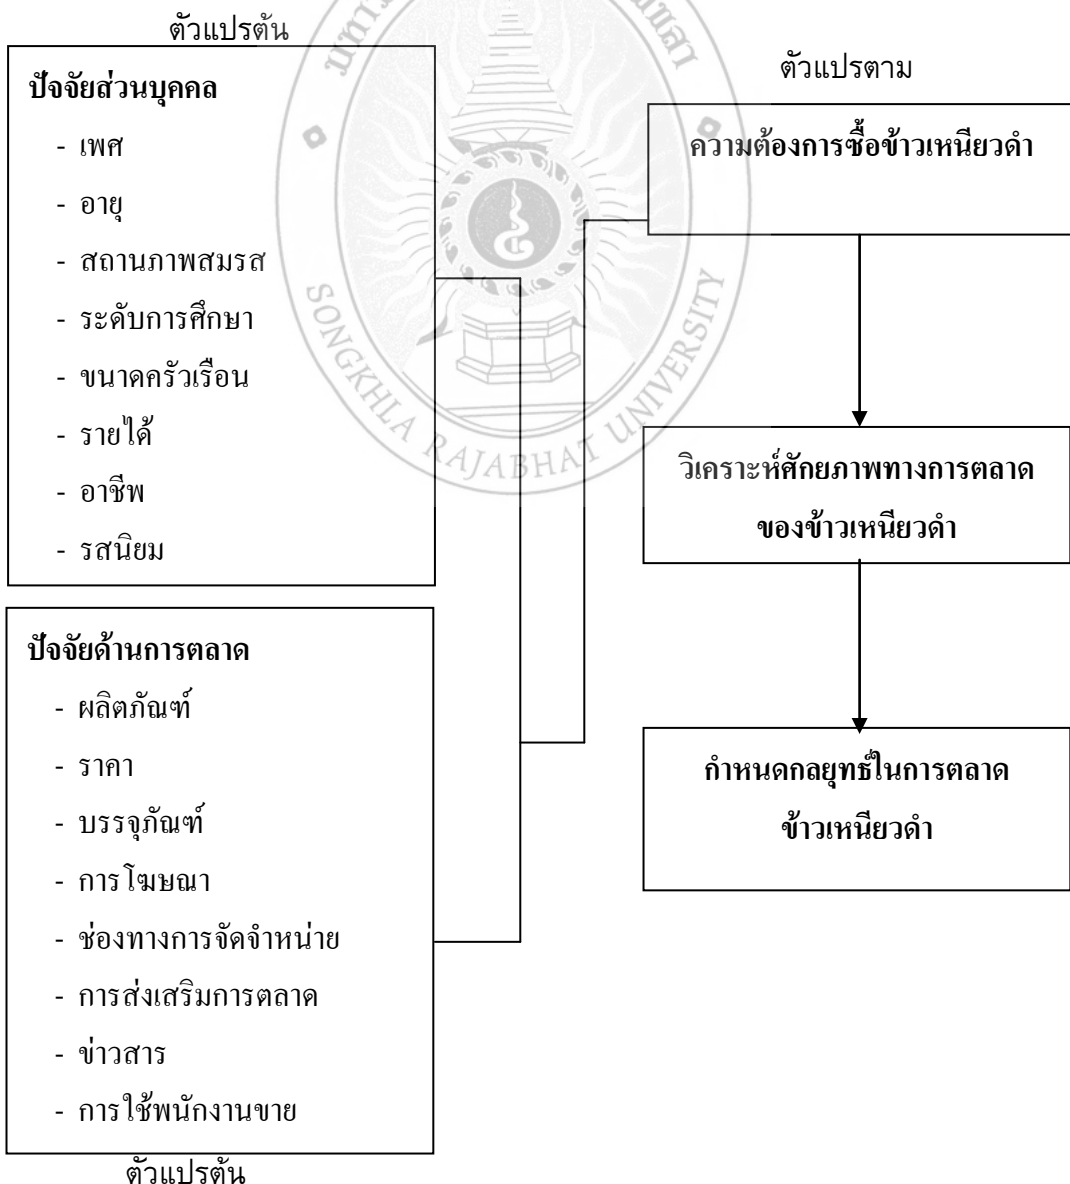 ตัวแปรต้น
ปัจจัยส่วนบุคคล
- เพศ
- อายุ
- สถานภาพสมรส
- ระดับการศึกษา
- ขนาดครัวเรือน
- รายได้
- อาชีพ
- รสนิยม
ปัจจัยด้านการตลาด
- ผลิตภัณฑ์
- ราคา
- บรรจุภัณฑ์
- การโฆษณา
- ช่องทางการจัดจำหน่าย
- การส่งเสริมการตลาด
- ข่าวสาร
- การใช้พนักงานขาย
ตัวแปรต้น
ตัวแปรตาม
ความต้องการซื้อข้าวเหนียวดำ
วิเคราะห์ศักยภาพทางการตลาด
ของข้าวเหนียวดำ
กำหนดกลยุทธ์ในการตลาด
ข้าวเหนียวดำ
SONGKHLA RAJABHAT UNIVERSITY